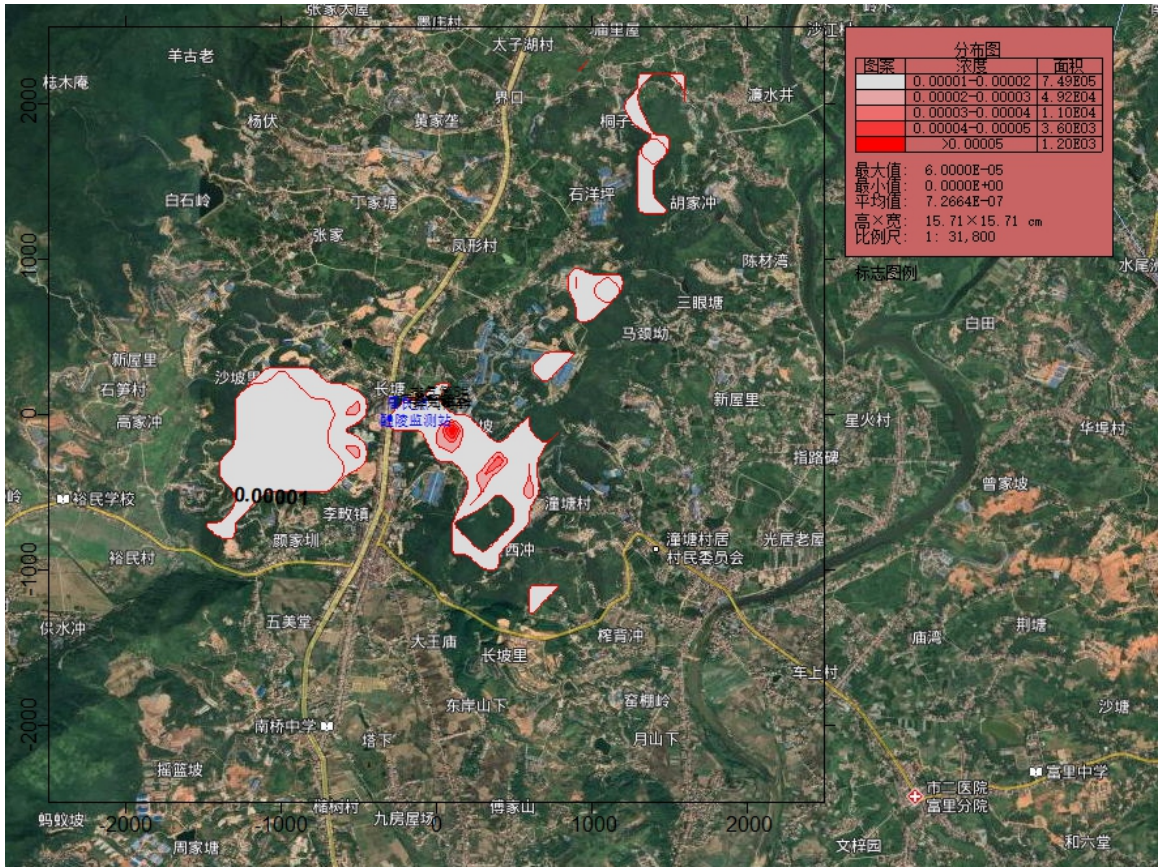 张家大屋
墨庄村
庙里屋
沙江村
太子湖村
羊古老
桔木庵
界口
濂水井
杨伏
黄家垄
白石岭
丁家塘
石洋坪
胡家冲
张家
凤形村
陈材湾
三眼塘
水尾洲
白田
马颈坳
新屋里
沙坡里
石笋村
长塘
新屋里
高家冲
醴陵监测站
坡
星火村
华埠村
指路碑
曾家坡
0.00001
裕民学校
李畋镇
潼塘村
颜家圳
西冲
潼塘村居
村民委员会
光居老屋
裕民村
供水冲
五美堂
大王庙
长坡里
榨背冲
庙湾
荆塘
车上村
东岸山下
窑棚岭
沙塘
南桥中学
塔下
月山下
摇篮坡
富里中学
市二医院
富里分院
槠树村
九房屋场
傅家山
蚂蚁坡
周家塘
文梓园
和六堂
2000
1000
0
-1000
-2000
-2000
-1000
0
1000
2000
分布图
图案 浓度 面积
0.00001-0.00002 7.49E05
0.00002-0.00003 4.92E04
0.00003-0.00004 1.10E04
0.00004-0.00005 3.60E03
>0.00005 1.20E03
最大值: 6.0000E-05
最小值: 0.0000E+00
平均值: 7.2664E-07
高×宽: 15.71×15.71 cm
比例尺: 1: 31,800
标志图例